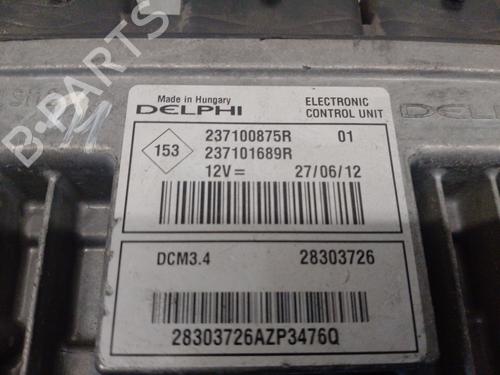 B-PARTS
Made in Hungary
DELPHI
ELECTRONIC
CONTROL UNIT
153
237100875R 01
237101689R
12V= 27/06/12
DCM3.4 28303726
28303726AZP3476Q